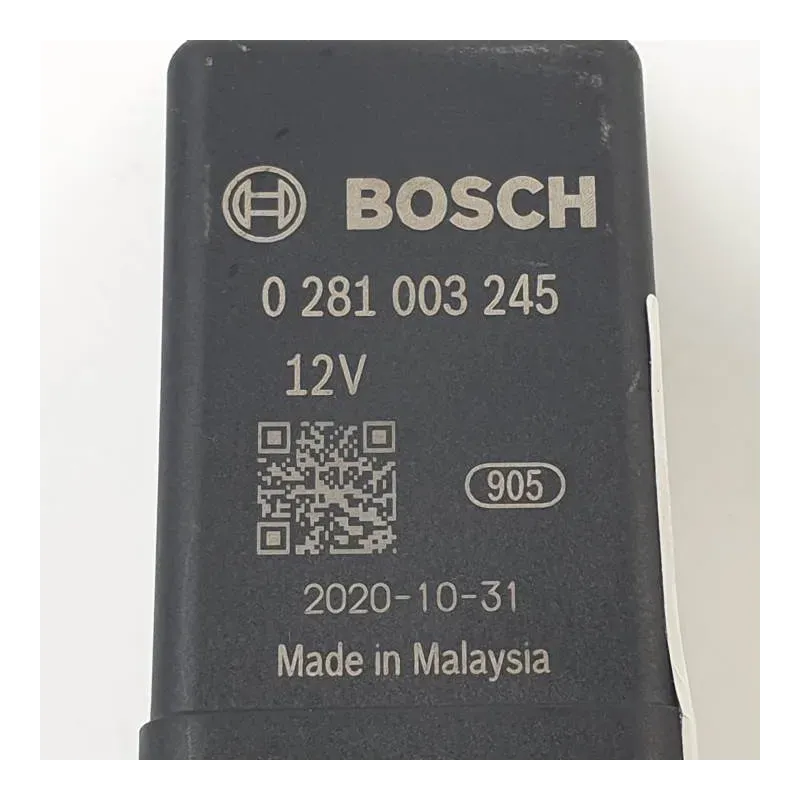 BOSCH
0 281 003 245
12V
905
2020-10-31
Made in Malaysia